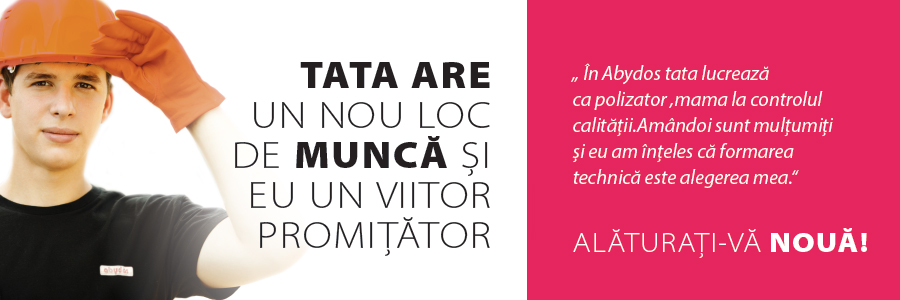 TATA ARE
UN NOU LOC
DE MUNCĂ ȘI
EU UN VIITOR
PROMIȚĂTOR
„ În Abydos tata lucrează
ca polizator ,mama la controlul
calității.Amândoi sunt mulțumiți
și eu am înțeles că formarea
technică este alegerea mea.“
ALĂTURAȚI-VĂ NOUĂ!